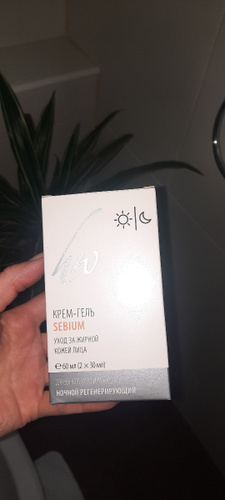 КРЕМ-ГЕЛЬ
SEBIUM
УХОД ЗА ЖИРНОЙ
КОЖЕЙ ЛИЦА
℮ 60 мл (2 × 30 мл)
НОЧНОЙ РЕГЕНЕРИРУЮЩИЙ